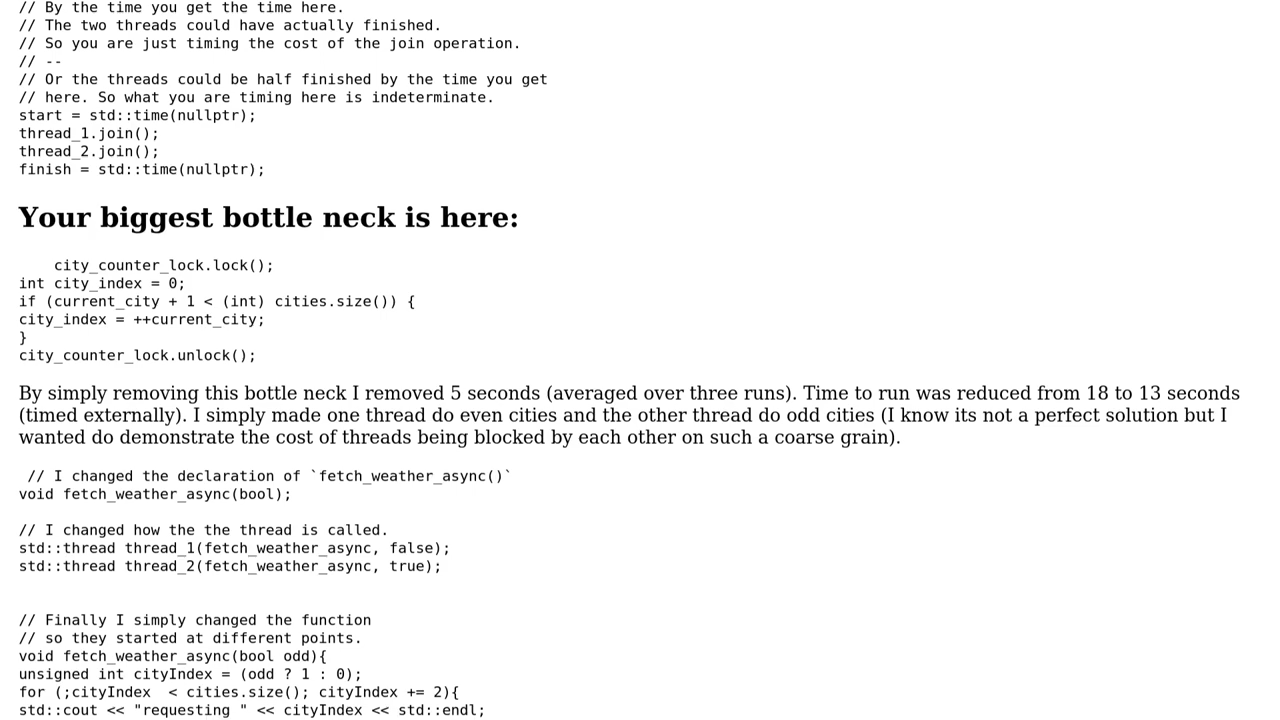 // By the time you get the time here.
// The two threads could have actually finished.
// So you are just timing the cost of the join operation.
// --
// Or the threads could be half finished by the time you get
// here. So what you are timing here is indeterminate.
start = std::time(nullptr);
thread_1.join();
thread_2.join();
finish = std::time(nullptr);
Your biggest bottle neck is here:
    city_counter_lock.lock();
int city_index = 0;
if (current_city + 1 < (int) cities.size()) {
city_index = ++current_city;
}
city_counter_lock.unlock();
By simply removing this bottle neck I removed 5 seconds (averaged over three runs). Time to run was reduced from 18 to 13 seconds
(timed externally). I simply made one thread do even cities and the other thread do odd cities (I know its not a perfect solution but I
wanted do demonstrate the cost of threads being blocked by each other on such a coarse grain).
 // I changed the declaration of `fetch_weather_async()`
void fetch_weather_async(bool);
// I changed how the the thread is called.
std::thread thread_1(fetch_weather_async, false);
std::thread thread_2(fetch_weather_async, true);
// Finally I simply changed the function
// so they started at different points.
void fetch_weather_async(bool odd){
unsigned int cityIndex = (odd ? 1 : 0);
for (;cityIndex  < cities.size(); cityIndex += 2){
std::cout << "requesting " << cityIndex << std::endl;